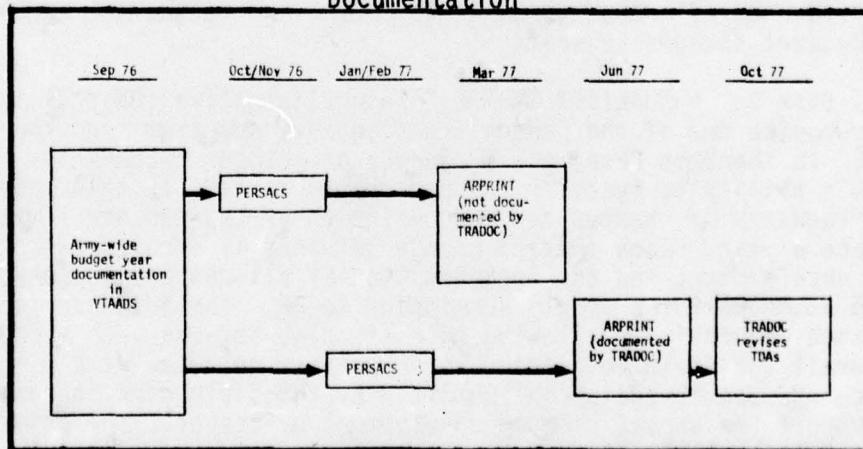 Documentation
Sep 76 Oct/Nov 76 Jan/Feb 77 Mar 77 Jun 77 Oct 77
Army-wide
budget year
documentation
in
VTAADS
PERSACS
ARPRINT
(not docu-
mented by
TRADOC)
PERSACS
ARPRINT
(documented
by TRADOC)
TRADOC
revises
TDAs